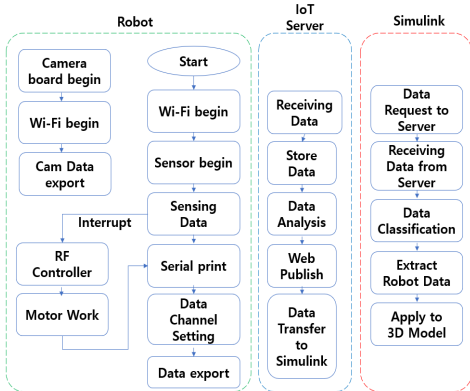 Robot
IoT
Server
Simulink
Camera
board begin
Wi-Fi begin
Cam Data
export
Start
Wi-Fi begin
Sensor begin
Sensing
Data
Interrupt
RF
Controller
Motor Work
Serial print
Data
Channel
Setting
Data export
Receiving
Data
Store
Data
Data
Analysis
Web
Publish
Data
Transfer
to
Simulink
Data
Request to
Server
Receiving
Data from
Server
Data
Classification
Extract
Robot Data
Apply to
3D Model